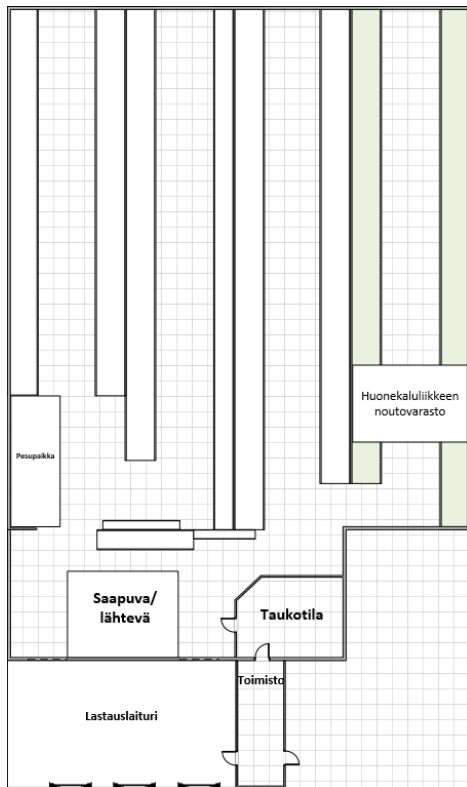 Huonekaluliikkeen
noutovarasto
Pesupaikka
Saapuva/
lähtevä
Taukotila
Toimisto
Lastauslaituri